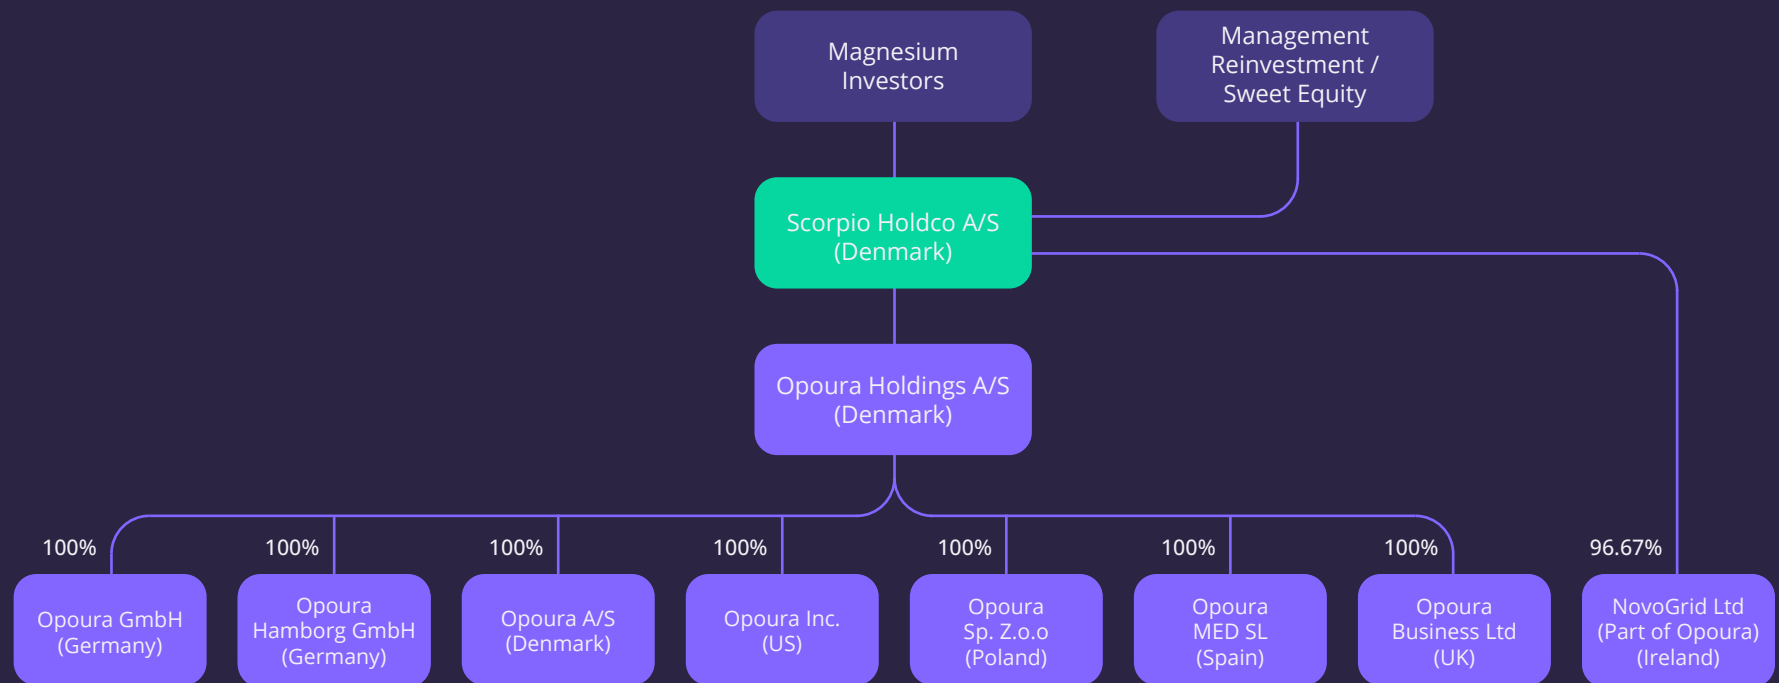 Magnesium
Investors
Management
Reinvestment /
Sweet Equity
Scorpio Holdco A/S
(Denmark)
Opoura Holdings A/S
(Denmark)
100%
100%
100%
100%
100%
100%
100%
96.67%
Opoura GmbH
(Germany)
Opoura
Hamborg GmbH
(Germany)
Opoura A/S
(Denmark)
Opoura Inc.
(US)
Opoura
Sp. Z.o.o
(Poland)
Opoura
MED SL
(Spain)
Opoura
Business Ltd
(UK)
NovoGrid Ltd
(Part of Opoura)
(Ireland)